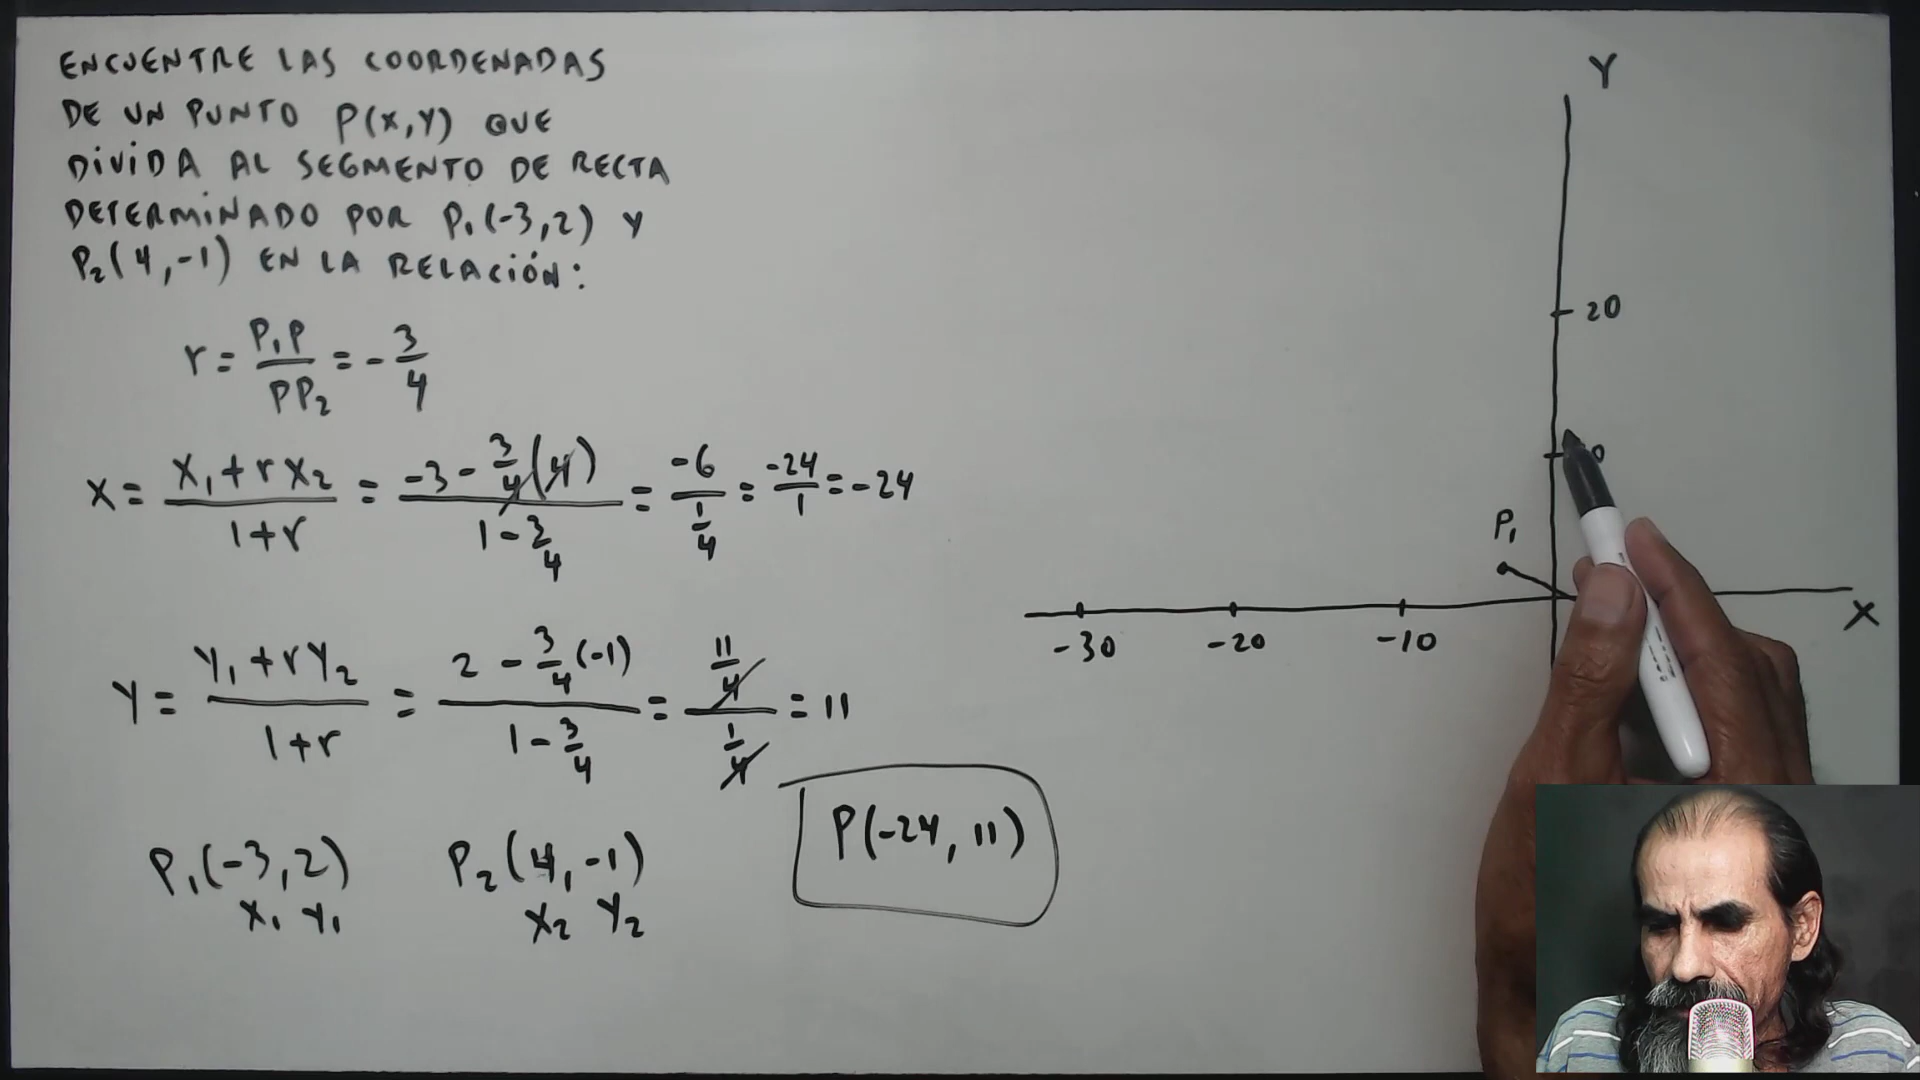 ENCUENTRE LAS COORDENADAS
DE UN PUNTO P(X,Y) QUE
DIVIDA AL SEGMENTO DE RECTA
DETERMINADO POR P₁(-3,2) Y
P₂(4,-1) EN LA RELACIÓN:
r = P₁P / PP₂ = - 3/4
X = (X₁ + r X₂) / (1 + r) = (-3 - 3/4 (4)) / (1 - 3/4) = -6 / (1/4) = -24/1 = -24
Y = (Y₁ + r Y₂) / (1 + r) = (2 - 3/4 (-1)) / (1 - 3/4) = (11/4) / (1/4) = 11
P(-24, 11)
P₁(-3,2) P₂(4,-1)
X₁ Y₁ X₂ Y₂
Y
20
P₁
-30 -20 -10 X